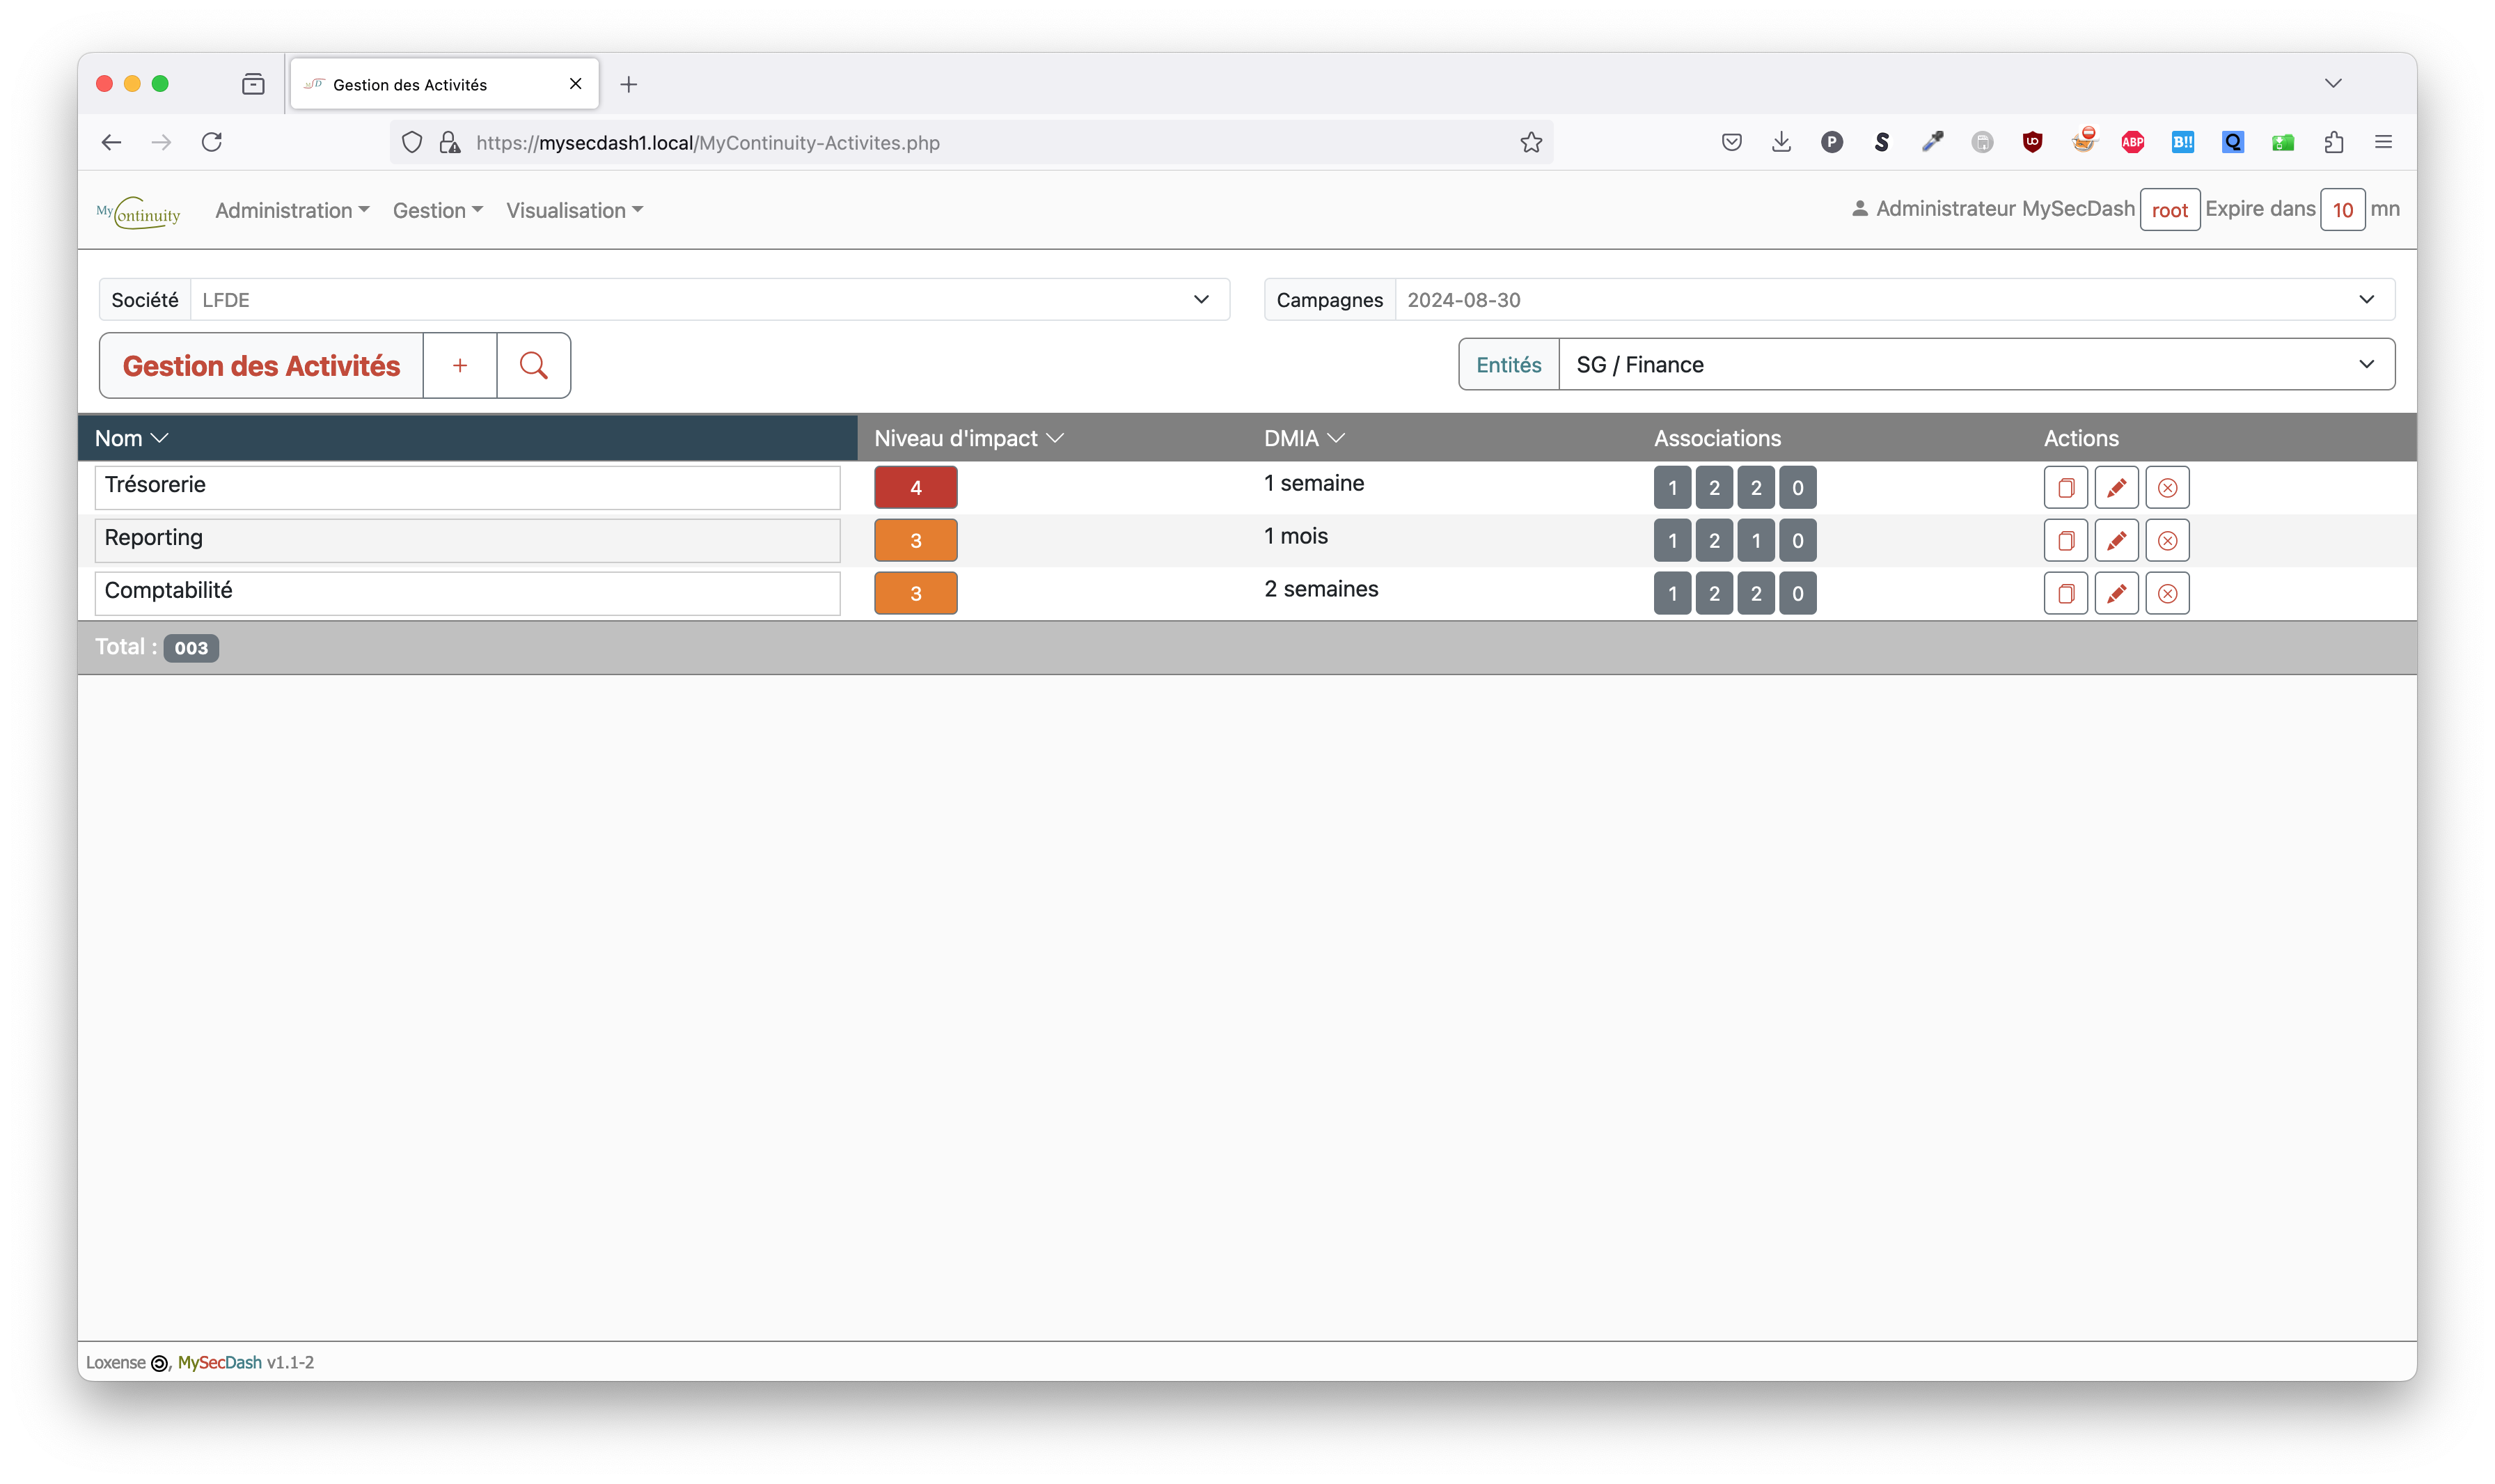 Gestion des Activités
https://mysecdash1.local/MyContinuity-Activites.php
P S UD ABP B!! Q
MyContinuity Administration Gestion Visualisation Administrateur MySecDash root Expire dans 10 mn
Société LFDE Campagnes 2024-08-30
Gestion des Activités + Entités SG / Finance
Nom Niveau d'impact DMIA Associations Actions
Trésorerie 4 1 semaine 1 2 2 0
Reporting 3 1 mois 1 2 1 0
Comptabilité 3 2 semaines 1 2 2 0
Total : 003
Loxense, MySecDash v1.1-2